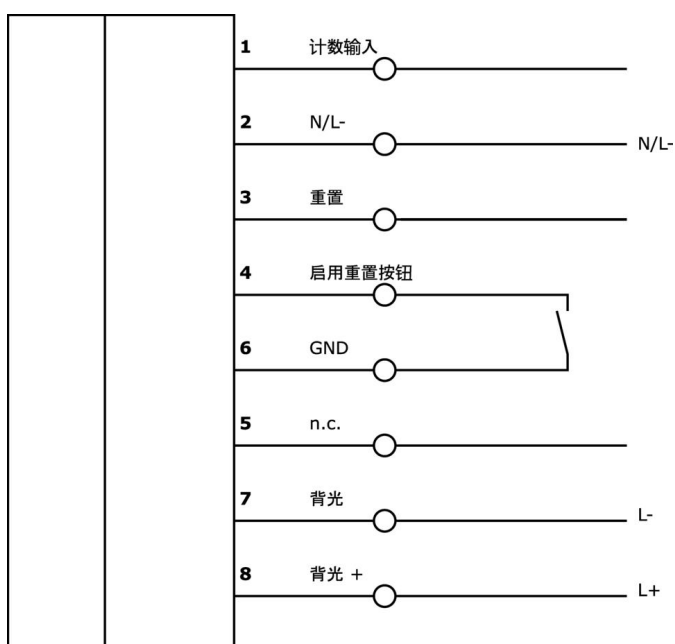 1 计数输入
2 N/L- N/L-
3 重置
4 启用重置按钮
6 GND
5 n.c.
7 背光 L-
8 背光 + L+